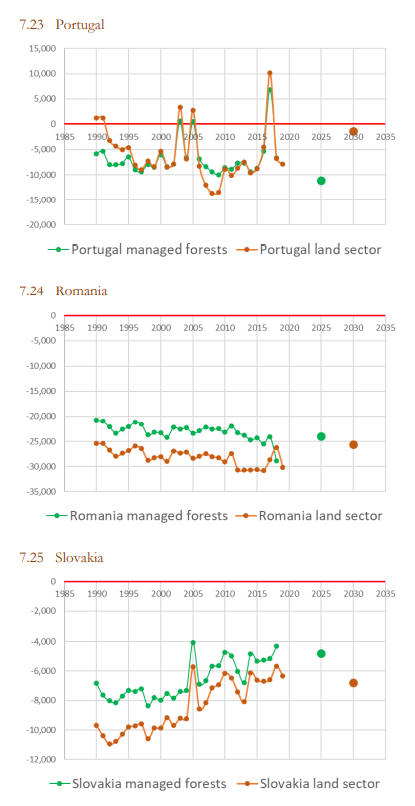 7.23 Portugal
15,000
10,000
5,000
0
1985 1990 1995 2000 2005 2010 2015 2020 2025 2030 2035
-5,000
-10,000
-15,000
-20,000
Portugal managed forests Portugal land sector
7.24 Romania
0
1985 1990 1995 2000 2005 2010 2015 2020 2025 2030 2035
-5,000
-10,000
-15,000
-20,000
-25,000
-30,000
-35,000
Romania managed forests Romania land sector
7.25 Slovakia
0
1985 1990 1995 2000 2005 2010 2015 2020 2025 2030 2035
-2,000
-4,000
-6,000
-8,000
-10,000
-12,000
Slovakia managed forests Slovakia land sector